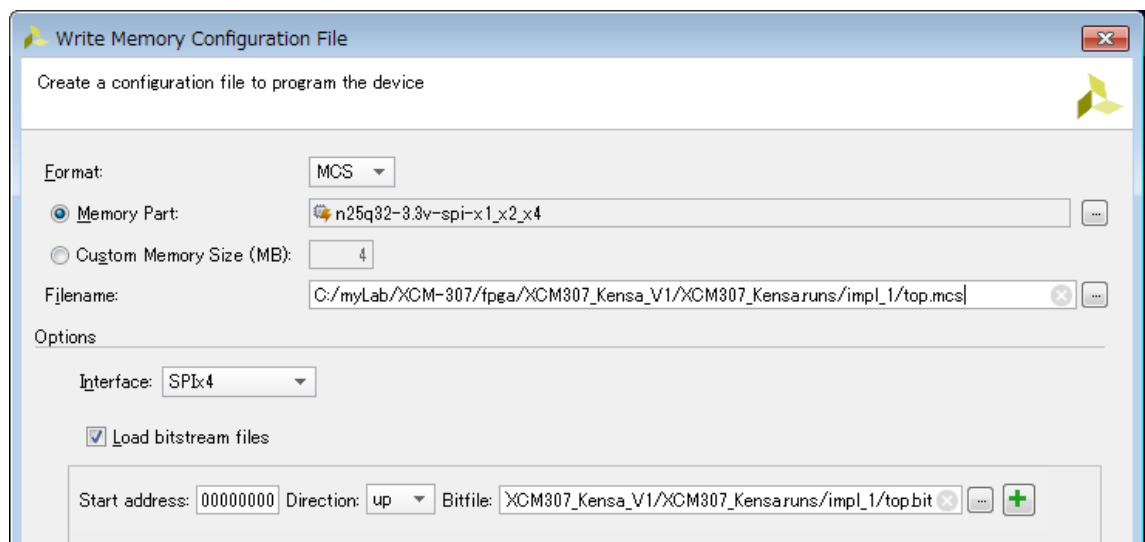 Write Memory Configuration File
Create a configuration file to program the device
Format: MCS
Memory Part: n25q32-3.3v-spi-x1_x2_x4 ...
Custom Memory Size (MB): 4
Filename: C:/myLab/XCM-307/fpga/XCM307_Kensa_V1/XCM307_Kensa.runs/impl_1/top.mcs ...
Options
Interface: SPIx4
Load bitstream files
Start address: 00000000 Direction: up Bitfile: XCM307_Kensa_V1/XCM307_Kensa.runs/impl_1/top.bit ...